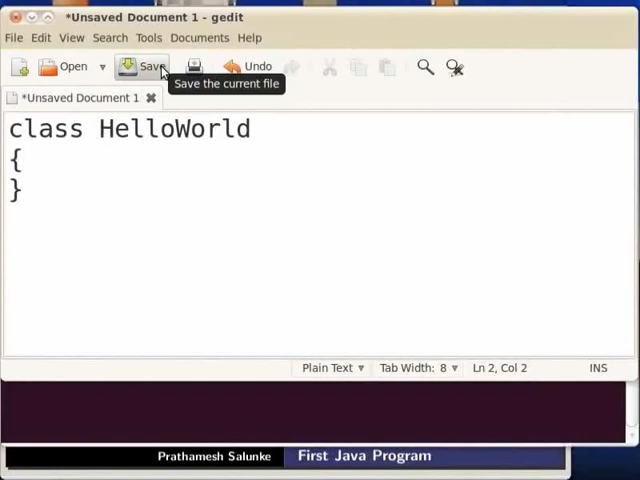 *Unsaved Document 1 - gedit
File Edit View Search Tools Documents Help
Open Save Undo
Save the current file
*Unsaved Document 1
class HelloWorld
{
}
Plain Text Tab Width: 8 Ln 2, Col 2 INS
Prathamesh Salunke First Java Program